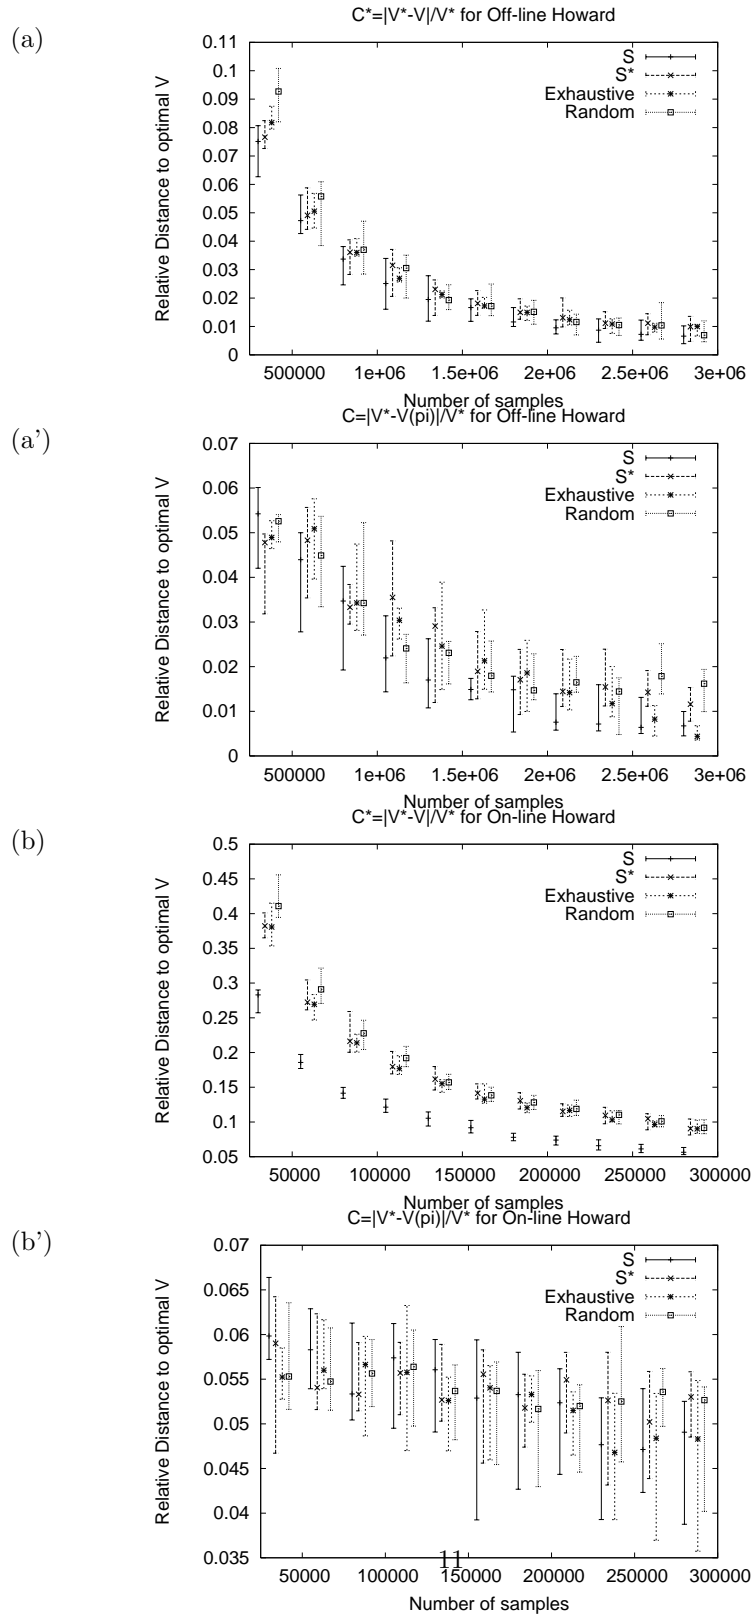 (a)
C*=|V*-V|/V* for Off-line Howard
Relative Distance to optimal V
0.11
0.1
0.09
0.08
0.07
0.06
0.05
0.04
0.03
0.02
0.01
0
S
S*
Exhaustive
Random
500000 1e+06 1.5e+06 2e+06 2.5e+06 3e+06
Number of samples
(a')
C=|V*-V(pi)|/V* for Off-line Howard
Relative Distance to optimal V
0.07
0.06
0.05
0.04
0.03
0.02
0.01
0
S
S*
Exhaustive
Random
500000 1e+06 1.5e+06 2e+06 2.5e+06 3e+06
Number of samples
(b)
C*=|V*-V|/V* for On-line Howard
Relative Distance to optimal V
0.5
0.45
0.4
0.35
0.3
0.25
0.2
0.15
0.1
0.05
S
S*
Exhaustive
Random
50000 100000 150000 200000 250000 300000
Number of samples
(b')
C=|V*-V(pi)|/V* for On-line Howard
Relative Distance to optimal V
0.07
0.065
0.06
0.055
0.05
0.045
0.04
0.035
S
S*
Exhaustive
Random
11
50000 100000 150000 200000 250000 300000
Number of samples